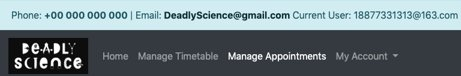 Phone: +00 000 000 000 | Email: DeadlyScience@gmail.com Current User: 18877331313@163.com
DEADLY
SCIENCE
Home Manage Timetable Manage Appointments My Account